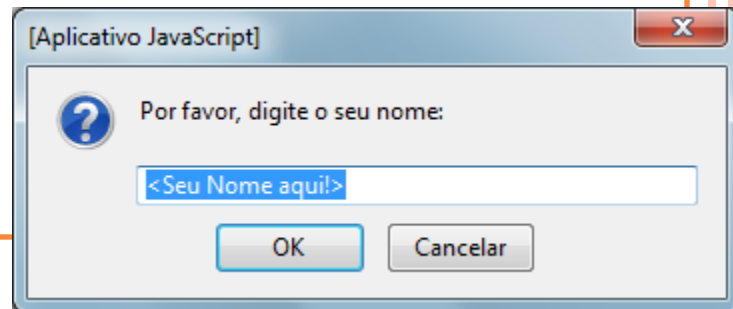 [Aplicativo JavaScript]
Por favor, digite o seu nome:
<Seu Nome aqui!>
OK
Cancelar